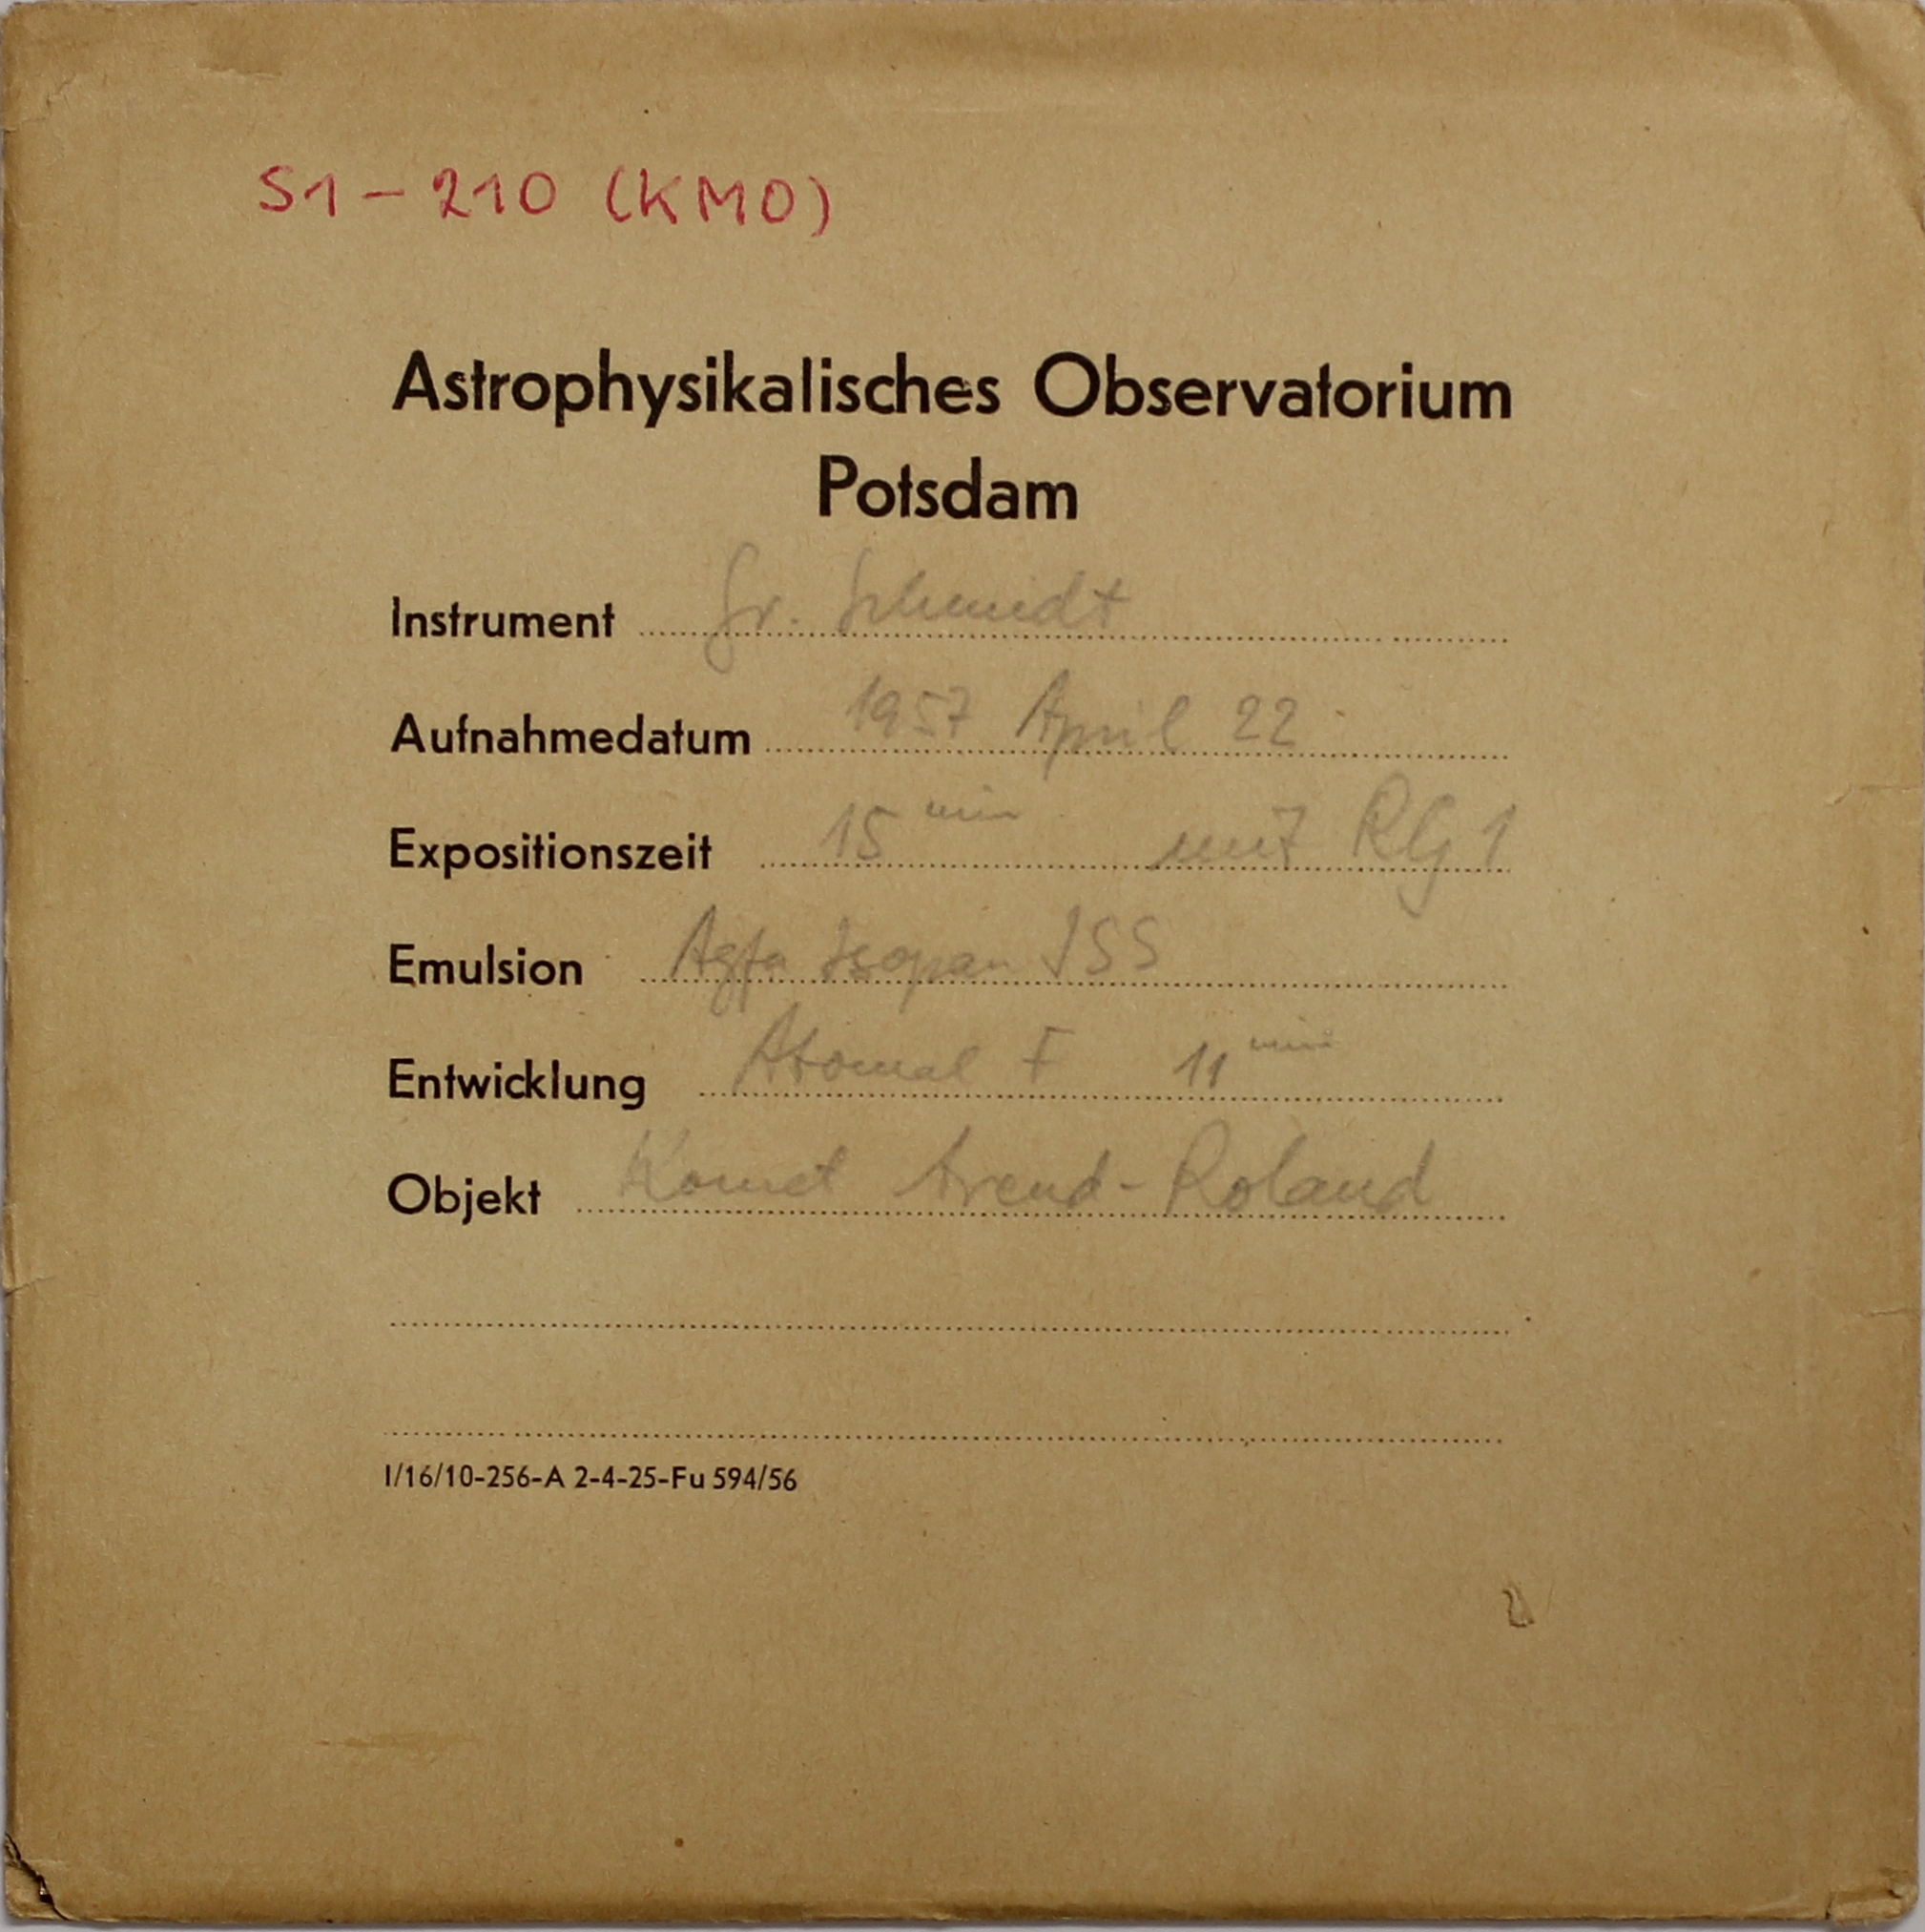 S1 – 210 (KMO)
Astrophysikalisches Observatorium
Potsdam
Instrument Gr. Schmidt
Aufnahmedatum 1957 April 22
Expositionszeit 15 min mit RG 1
Emulsion Agfa Isopan ISS
Entwicklung Atomal F 11 min
Objekt Komet Arend-Roland
I/16/10-256-A 2-4-25-Fu 594/56